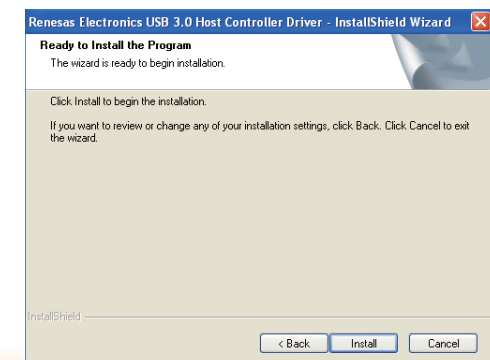 Renesas Electronics USB 3.0 Host Controller Driver - InstallShield Wizard
Ready to Install the Program
The wizard is ready to begin installation.
Click Install to begin the installation.
If you want to review or change any of your installation settings, click Back. Click Cancel to exit
the wizard.
InstallShield
< Back Install Cancel